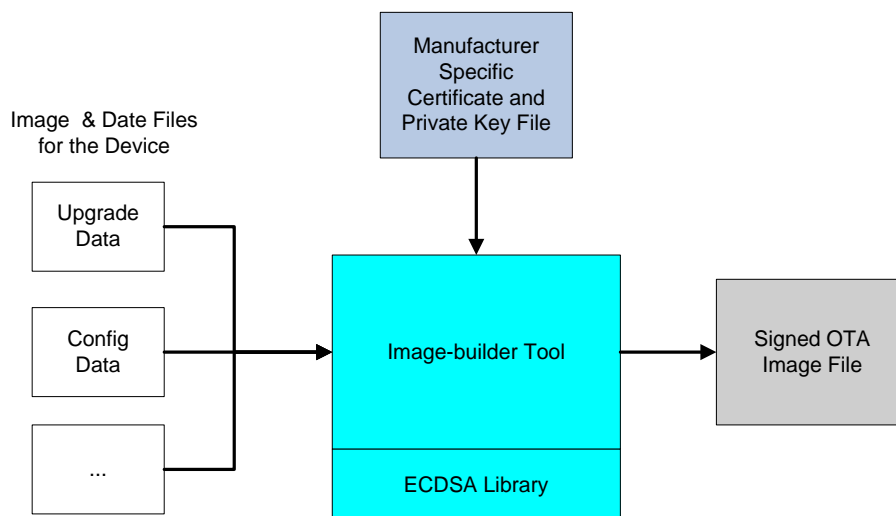 Manufacturer
Specific
Certificate and
Private Key File
Image & Date Files
for the Device
Upgrade
Data
Config
Data
...
Image-builder Tool
ECDSA Library
Signed OTA
Image File